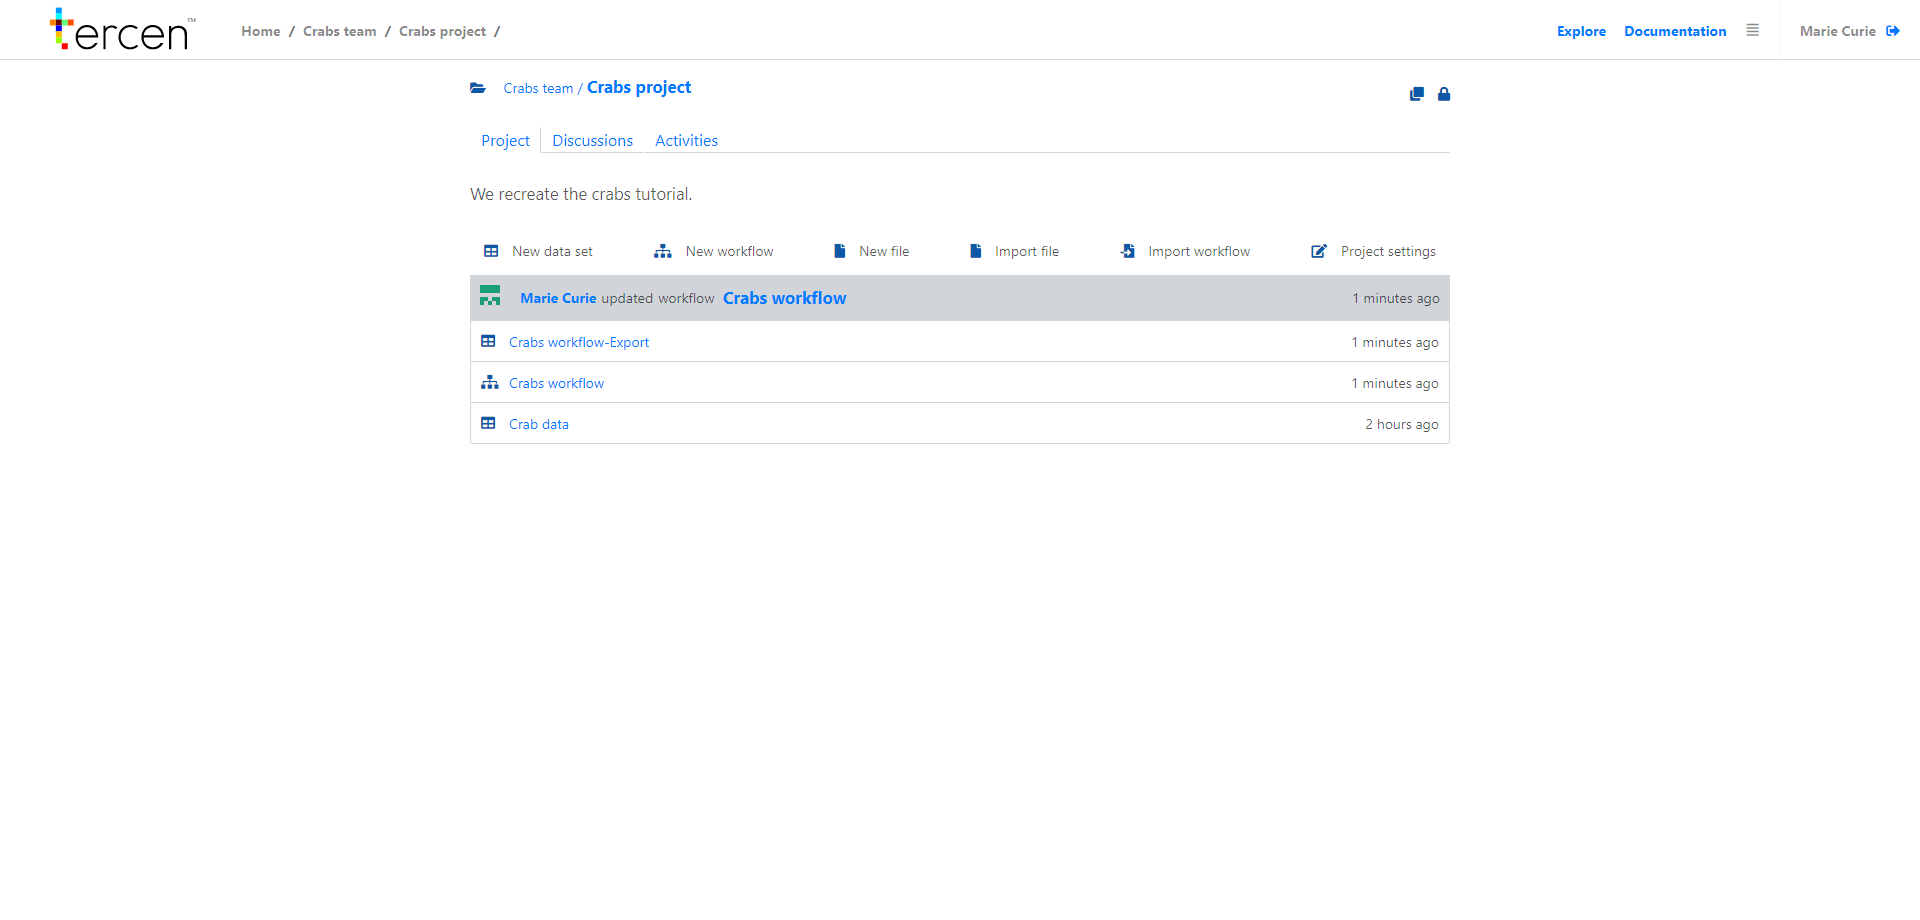 tercen™ Home / Crabs team / Crabs project / Explore Documentation Marie Curie
Crabs team / Crabs project
Project Discussions Activities
We recreate the crabs tutorial.
New data set New workflow New file Import file Import workflow Project settings
Marie Curie updated workflow Crabs workflow 1 minutes ago
Crabs workflow-Export 1 minutes ago
Crabs workflow 1 minutes ago
Crab data 2 hours ago